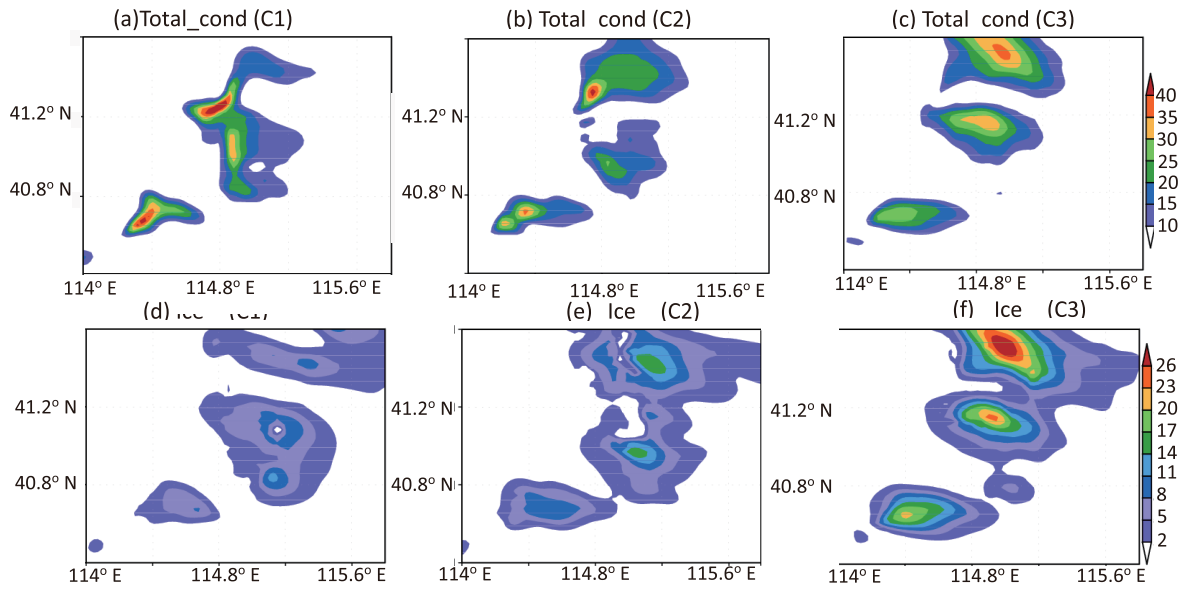 (a)Total_cond (C1)
(b) Total cond (C2)
(c) Total cond (C3)
41.2° N
40.8° N
114° E
114.8° E
115.6° E
41.2° N
40.8° N
114° E
114.8° E
115.6° E
41.2° N
40.8° N
114° E
114.8° E
115.6° E
40
35
30
25
20
15
10
(d) Ice (C1)
(e) Ice (C2)
(f) Ice (C3)
41.2° N
40.8° N
114° E
114.8° E
115.6° E
41.2° N
40.8° N
114° E
114.8° E
115.6° E
41.2° N
40.8° N
114° E
114.8° E
115.6° E
26
23
20
17
14
11
8
5
2